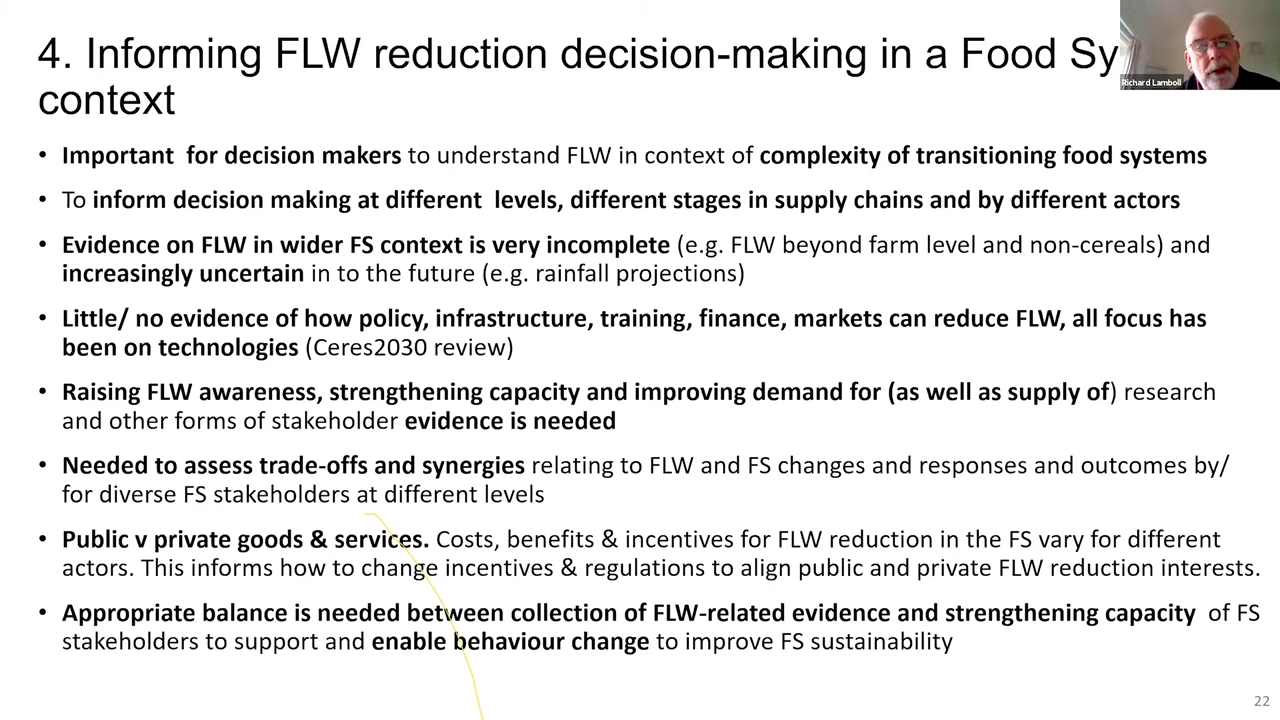 4. Informing FLW reduction decision-making in a Food Sy
context
Richard Lamboll
• Important for decision makers to understand FLW in context of complexity of transitioning food systems
• To inform decision making at different levels, different stages in supply chains and by different actors
• Evidence on FLW in wider FS context is very incomplete (e.g. FLW beyond farm level and non-cereals) and
increasingly uncertain in to the future (e.g. rainfall projections)
• Little/ no evidence of how policy, infrastructure, training, finance, markets can reduce FLW, all focus has
been on technologies (Ceres2030 review)
• Raising FLW awareness, strengthening capacity and improving demand for (as well as supply of) research
and other forms of stakeholder evidence is needed
• Needed to assess trade-offs and synergies relating to FLW and FS changes and responses and outcomes by/
for diverse FS stakeholders at different levels
• Public v private goods & services. Costs, benefits & incentives for FLW reduction in the FS vary for different
actors. This informs how to change incentives & regulations to align public and private FLW reduction interests.
• Appropriate balance is needed between collection of FLW-related evidence and strengthening capacity of FS
stakeholders to support and enable behaviour change to improve FS sustainability
22